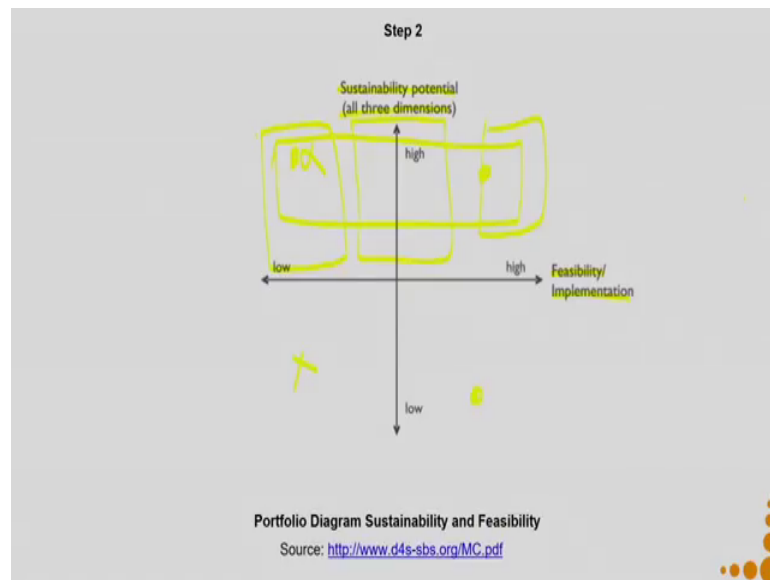 Step 2
Sustainability potential
(all three dimensions)
high
low
high
Feasibility/
Implementation
low
Portfolio Diagram Sustainability and Feasibility
Source: http://www.d4s-sbs.org/MC.pdf